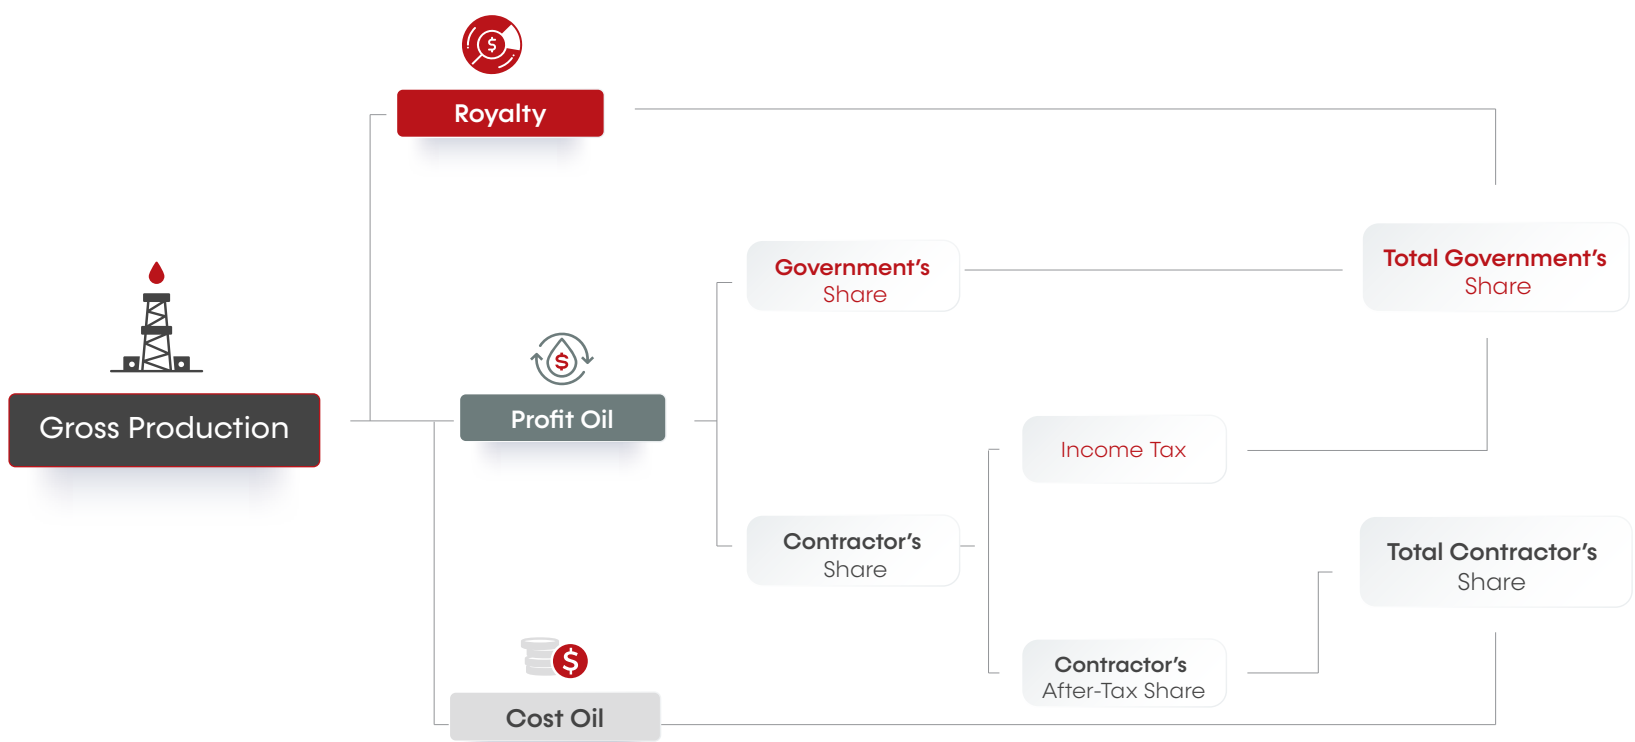 Royalty
Government's
Share
Total Government's
Share
Gross Production
Profit Oil
Income Tax
Contractor's
Share
Total Contractor's
Share
Contractor's
After-Tax Share
Cost Oil
$
$
$